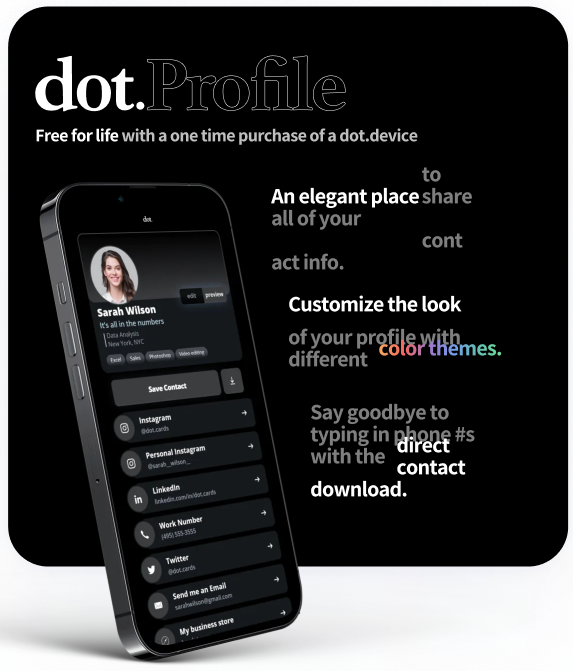 dot.Profile
Free for life with a one time purchase of a dot.device
to
An elegant place share
all of your
cont
act info.
Customize the look
of your profile with
different color themes.
Say goodbye to
typing in phone #s
with the direct
contact
download.
dot.
edit preview
Sarah Wilson
It's all in the numbers
Data Analysis
New York, NYC
Excel Sales Photoshop Video editing
Save Contact
Instagram
@dot.cards
Personal Instagram
@sarah_wilson_
LinkedIn
linkedin.com/in/dot.cards
Work Number
(495) 555-3555
Twitter
@dot.cards
Send me an Email
sarahwilson@gmail.com
My business store